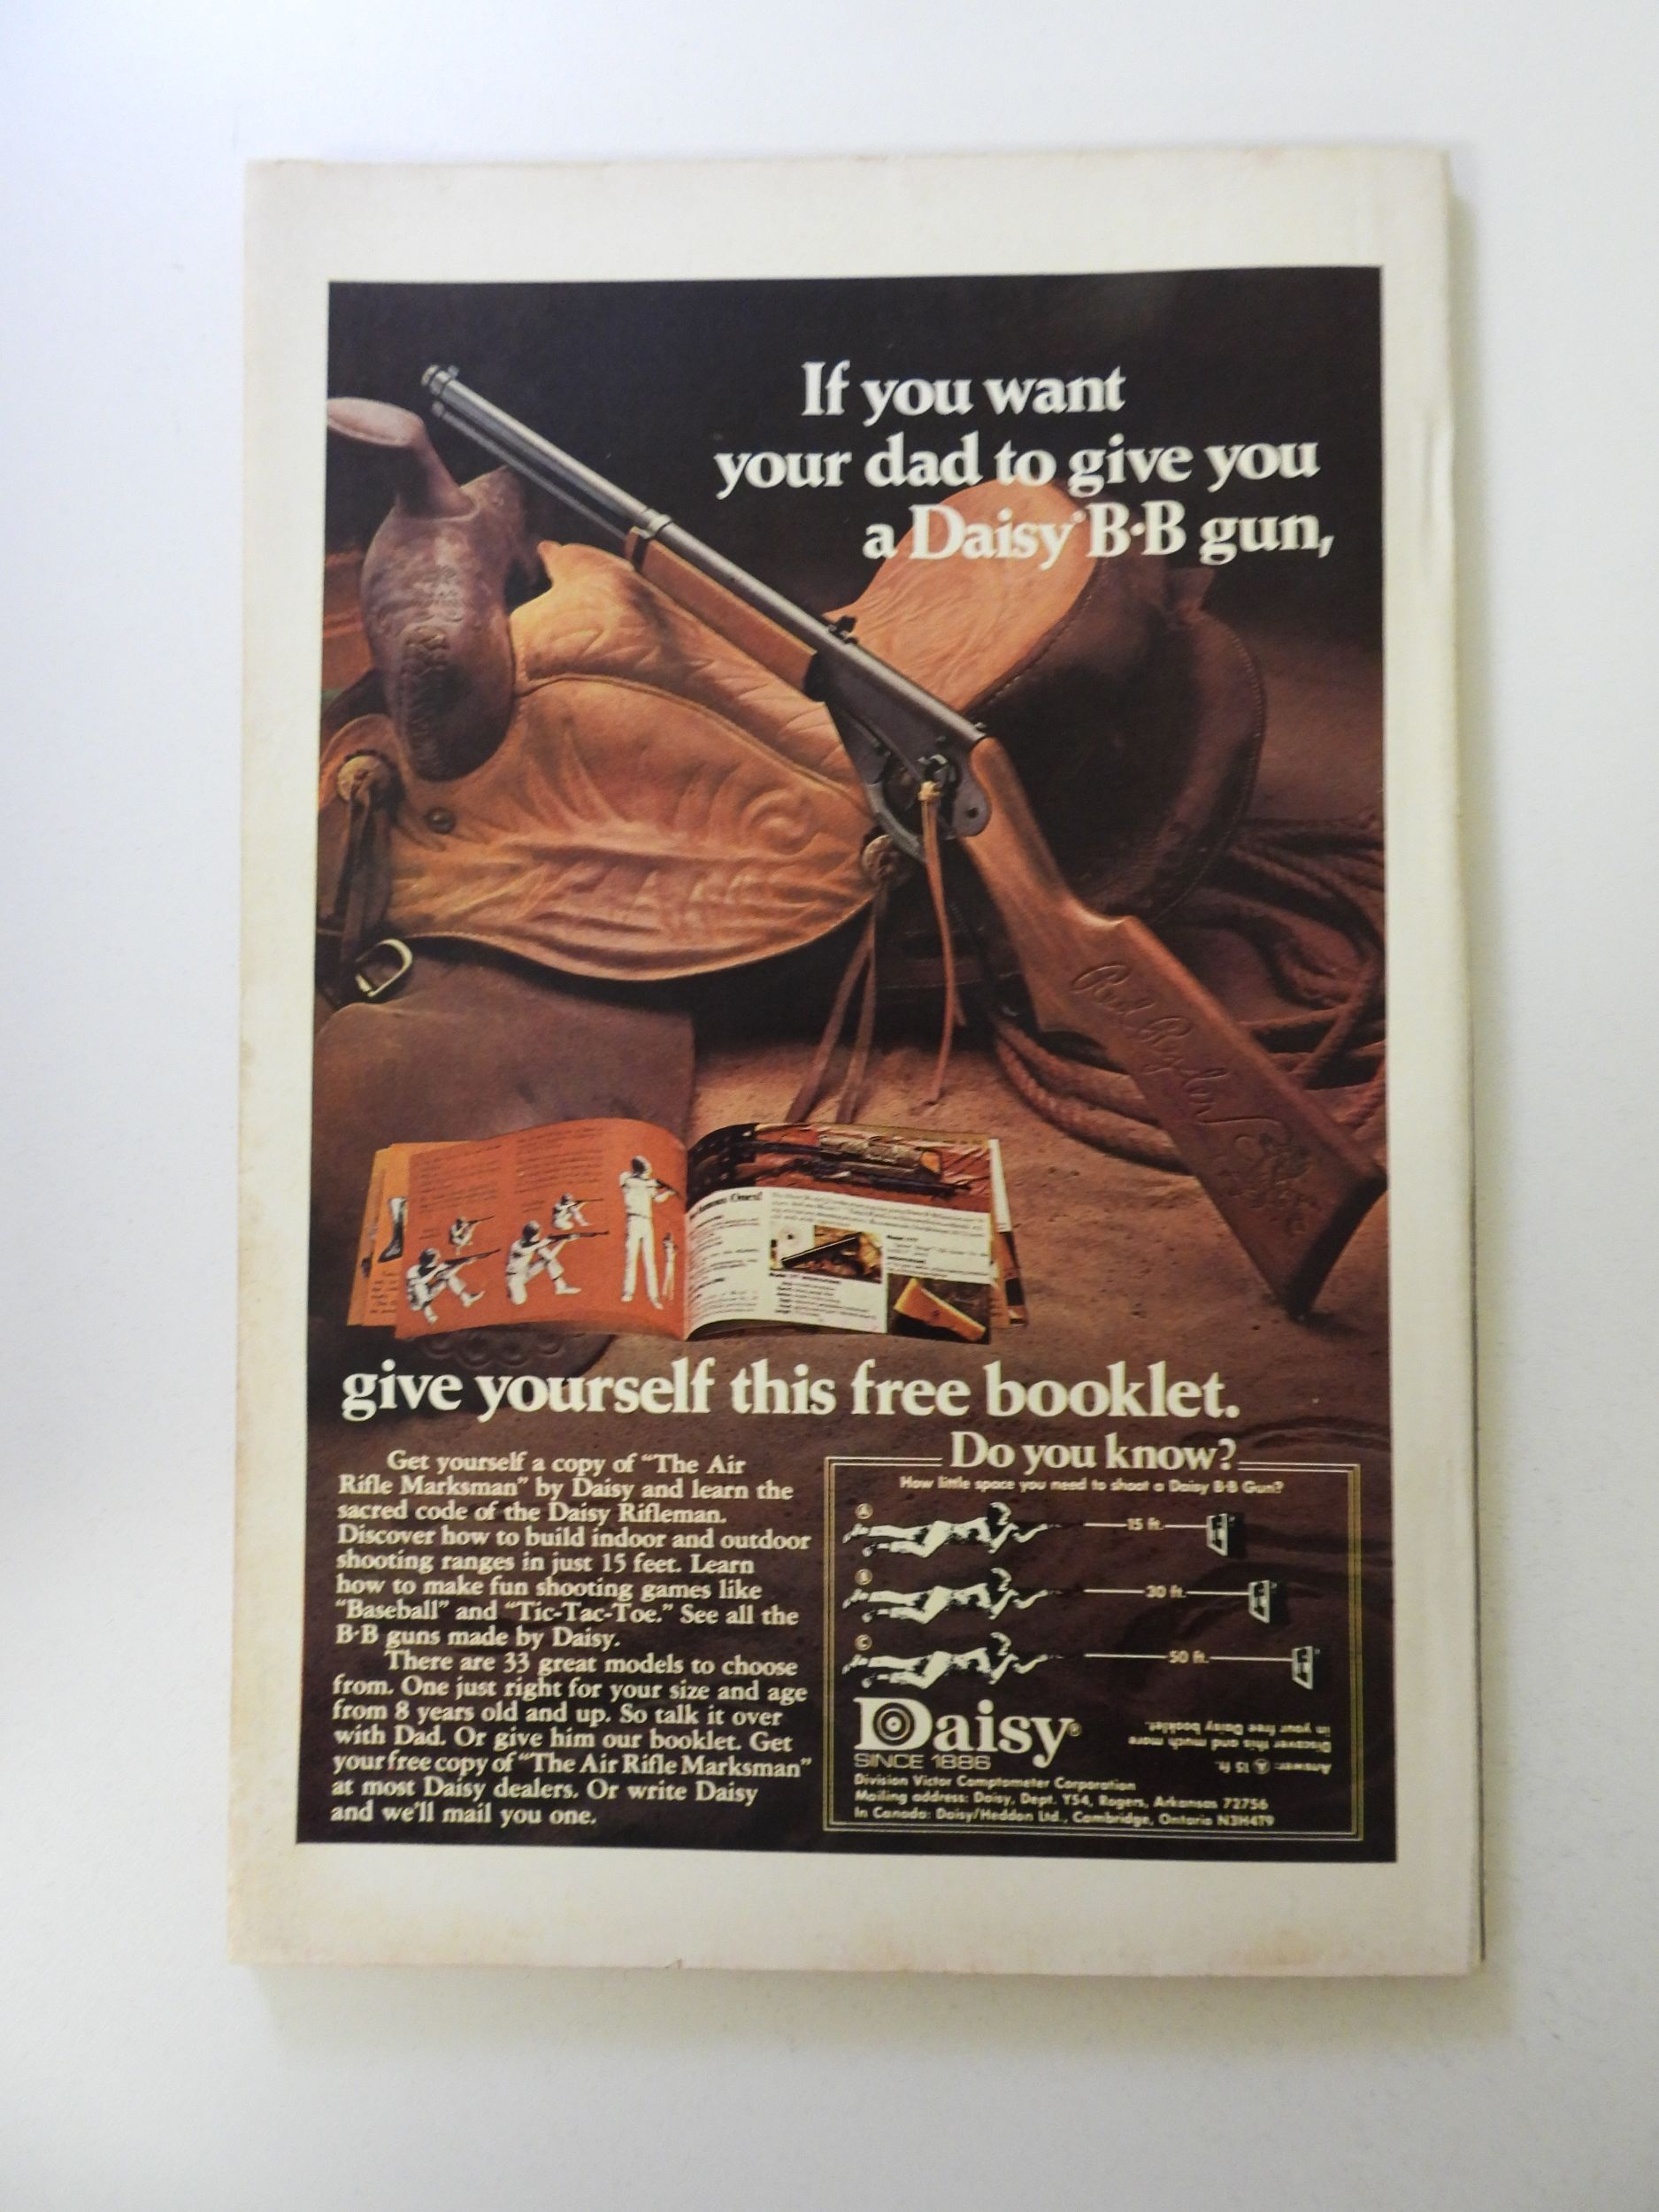 If you want
your dad to give you
a Daisy® B·B gun,
Red Ryder
give yourself this free booklet.
Get yourself a copy of “The Air
Rifle Marksman” by Daisy and learn the
sacred code of the Daisy Rifleman.
Discover how to build indoor and outdoor
shooting ranges in just 15 feet. Learn
how to make fun shooting games like
“Baseball” and “Tic-Tac-Toe.” See all the
B·B guns made by Daisy.
There are 33 great models to choose
from. One just right for your size and age
from 8 years old and up. So talk it over
with Dad. Or give him our booklet. Get
your free copy of “The Air Rifle Marksman”
at most Daisy dealers. Or write Daisy
and we’ll mail you one.
Do you know?
How little space you need to shoot a Daisy B·B Gun?
A 15 ft.
B 30 ft.
C 50 ft.
Daisy®
SINCE 1886
Answer: A 15 ft.
Discover this and much more
in your free Daisy booklet.
Division Victor Comptometer Corporation
Mailing address: Daisy, Dept. Y54, Rogers, Arkansas 72756
In Canada: Daisy/Heddon Ltd., Cambridge, Ontario N3H4T9